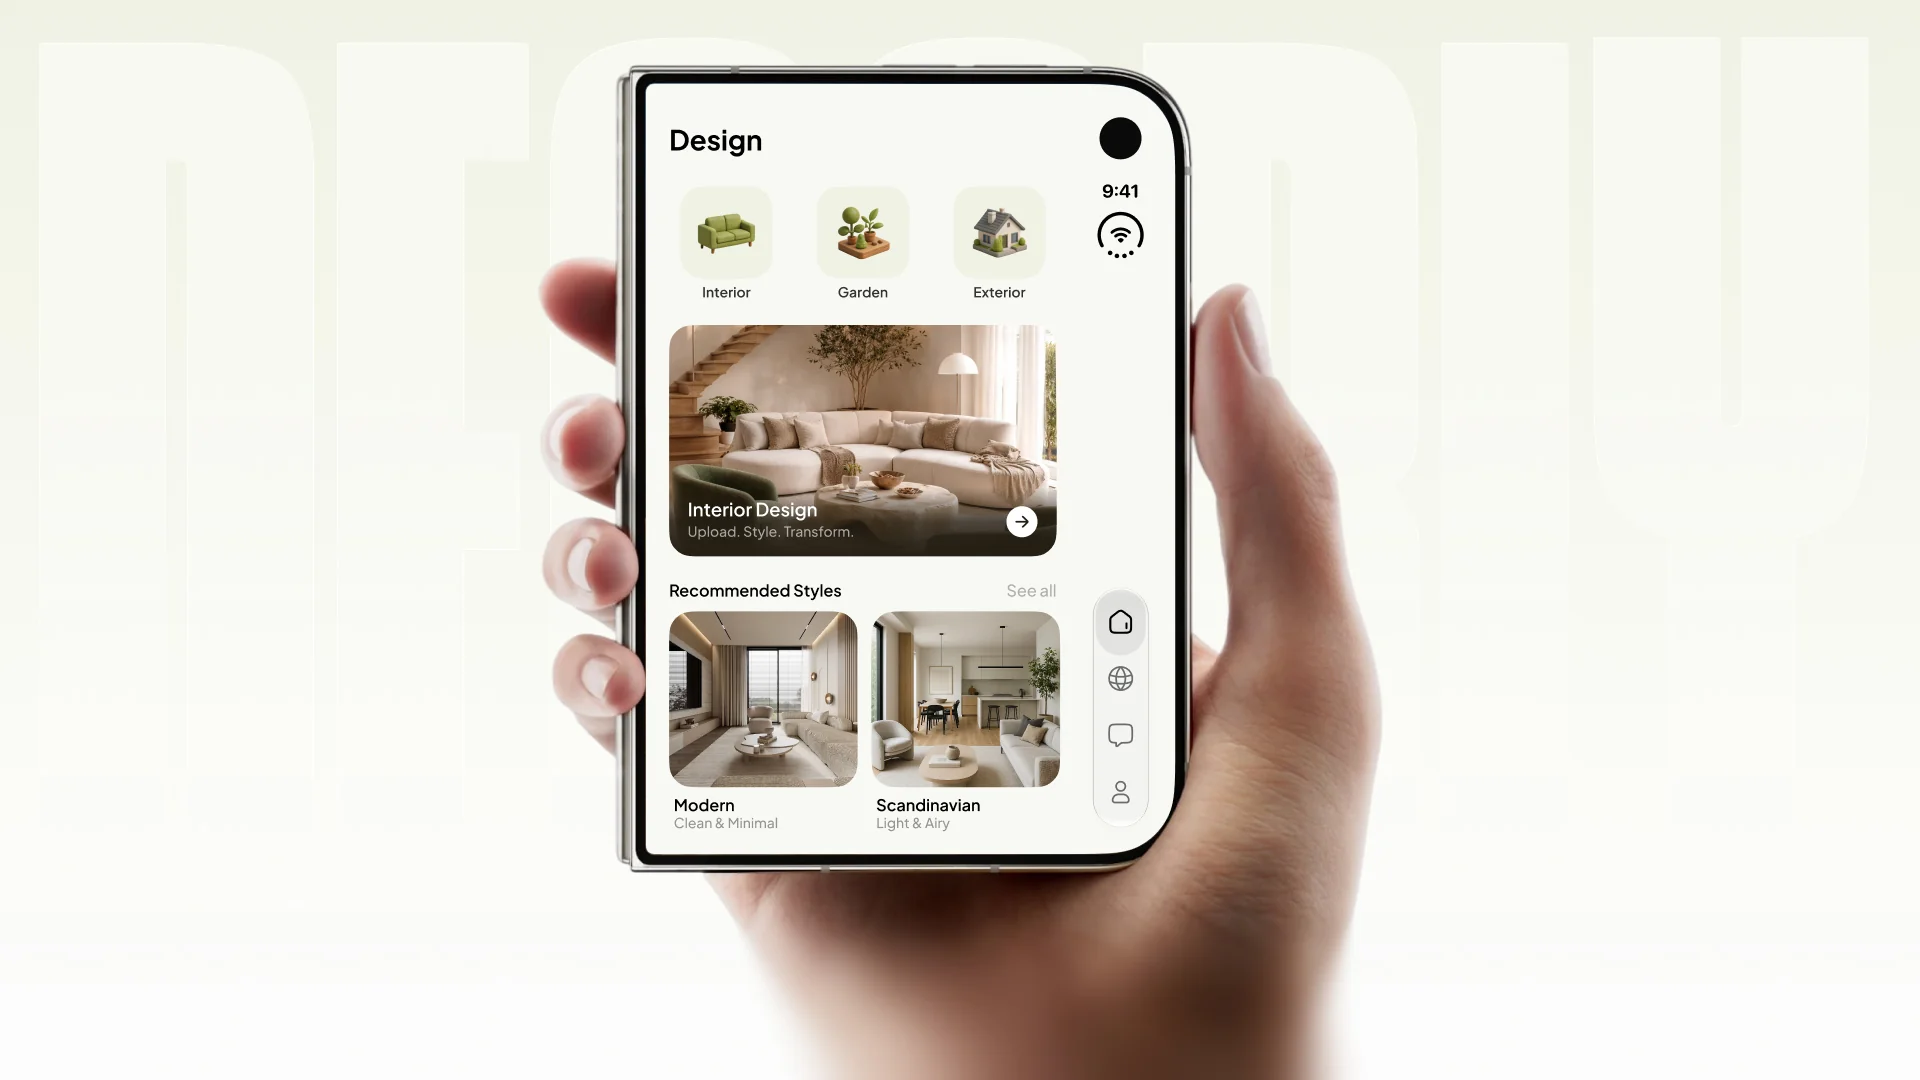 Design
9:41
Interior
Garden
Exterior
Interior Design
Upload. Style. Transform.
Recommended Styles
See all
Modern
Clean & Minimal
Scandinavian
Light & Airy